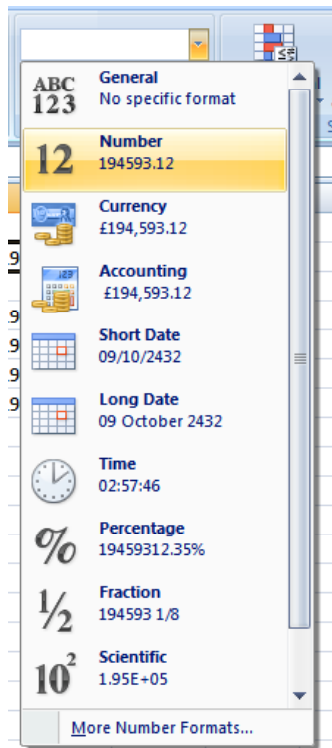 ABC
123
General
No specific format
12
Number
194593.12
Currency
£194,593.12
Accounting
£194,593.12
Short Date
09/10/2432
Long Date
09 October 2432
Time
02:57:46
%
Percentage
19459312.35%
1/2
Fraction
194593 1/8
10²
Scientific
1.95E+05
More Number Formats...